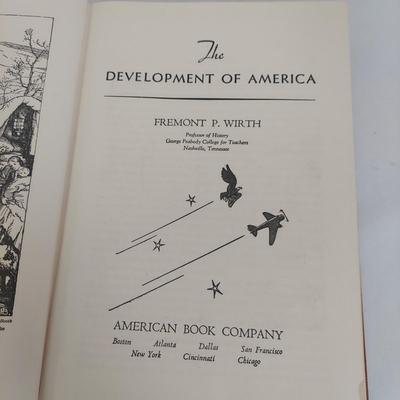 The
DEVELOPMENT OF AMERICA
FREMONT P. WIRTH
Professor of History
George Peabody College for Teachers
Nashville, Tennessee
AMERICAN BOOK COMPANY
Boston Atlanta Dallas San Francisco
New York Cincinnati Chicago